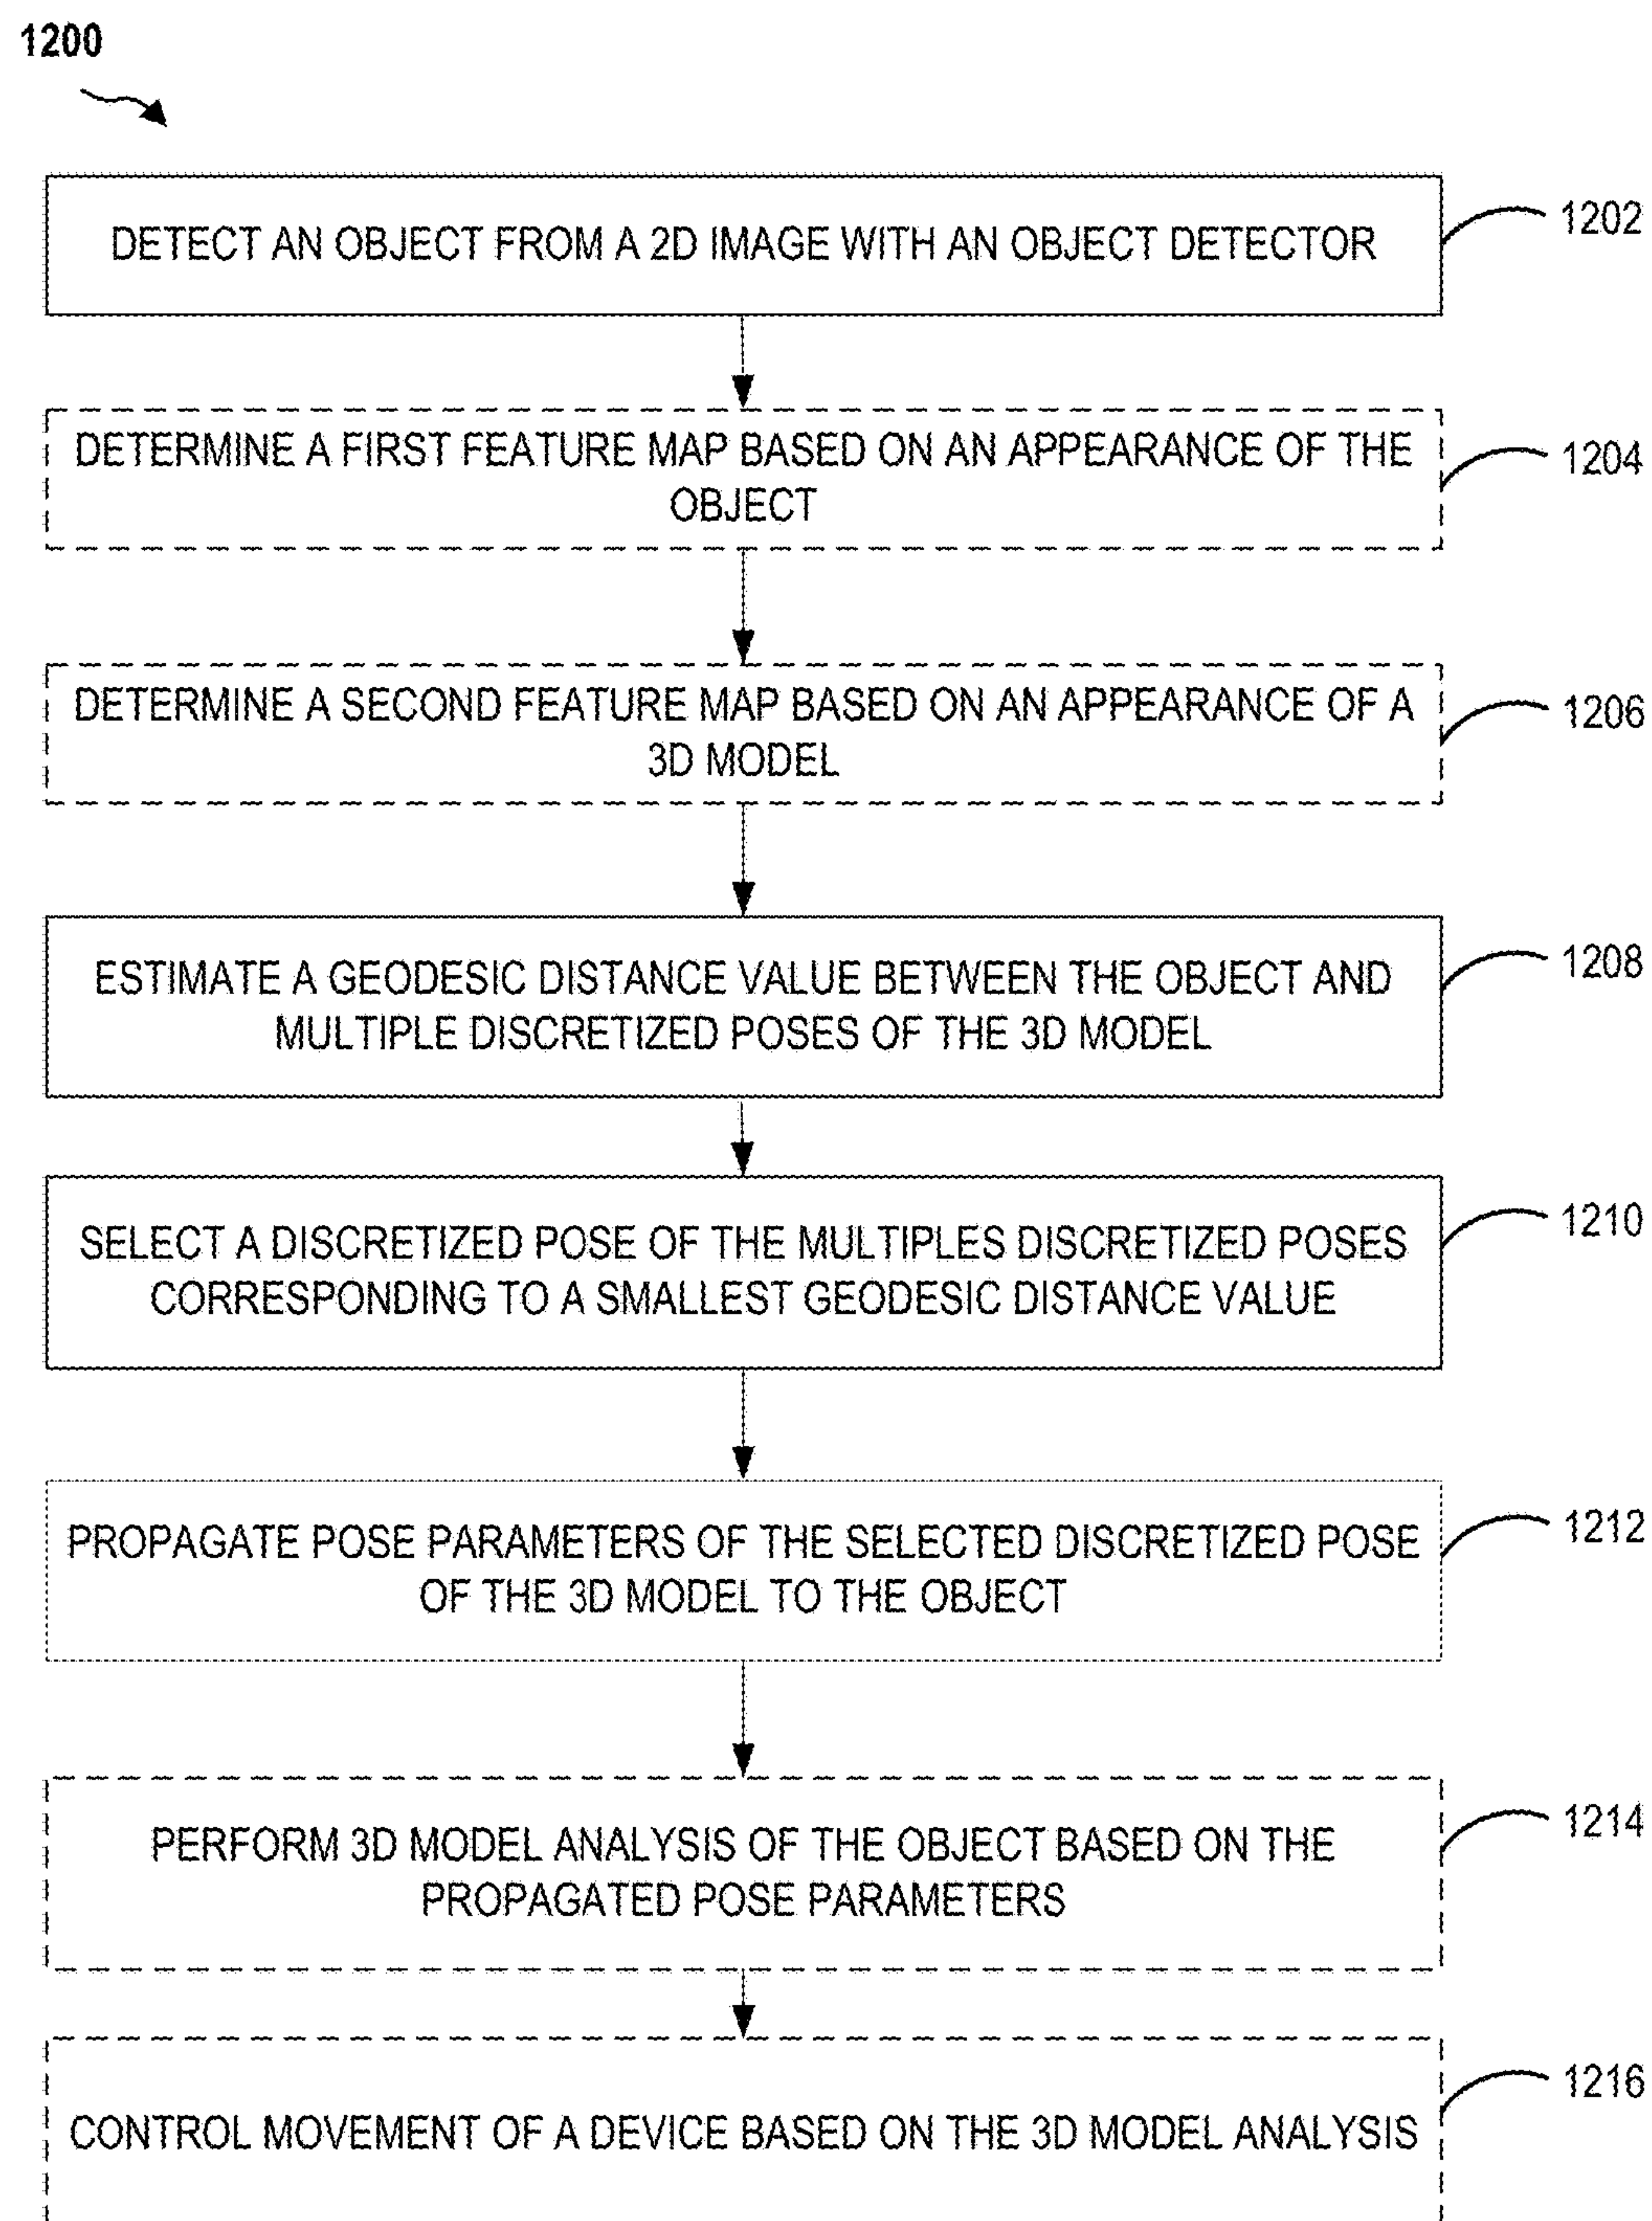 1200
DETECT AN OBJECT FROM A 2D IMAGE WITH AN OBJECT DETECTOR
1202
DETERMINE A FIRST FEATURE MAP BASED ON AN APPEARANCE OF THE
OBJECT
1204
DETERMINE A SECOND FEATURE MAP BASED ON AN APPEARANCE OF A
3D MODEL
1206
ESTIMATE A GEODESIC DISTANCE VALUE BETWEEN THE OBJECT AND
MULTIPLE DISCRETIZED POSES OF THE 3D MODEL
1208
SELECT A DISCRETIZED POSE OF THE MULTIPLES DISCRETIZED POSES
CORRESPONDING TO A SMALLEST GEODESIC DISTANCE VALUE
1210
PROPAGATE POSE PARAMETERS OF THE SELECTED DISCRETIZED POSE
OF THE 3D MODEL TO THE OBJECT
1212
PERFORM 3D MODEL ANALYSIS OF THE OBJECT BASED ON THE
PROPAGATED POSE PARAMETERS
1214
CONTROL MOVEMENT OF A DEVICE BASED ON THE 3D MODEL ANALYSIS
1216